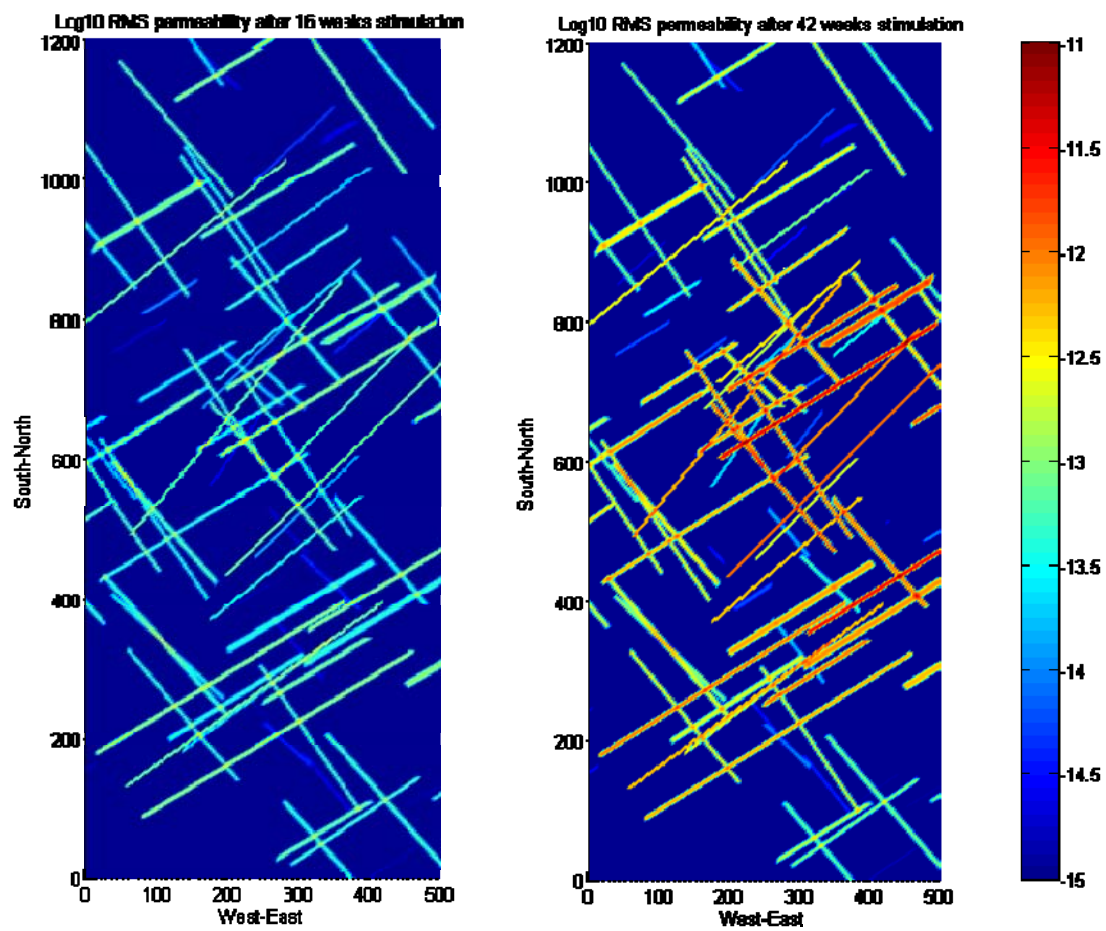 Log10 RMS permeability after 16 weeks stimulation
Log10 RMS permeability after 42 weeks stimulation
1200
1000
800
600
400
200
0
South-North
0 100 200 300 400 500
West-East
1200
1000
800
600
400
200
0
South-North
0 100 200 300 400 500
West-East
-11
-11.5
-12
-12.5
-13
-13.5
-14
-14.5
-15